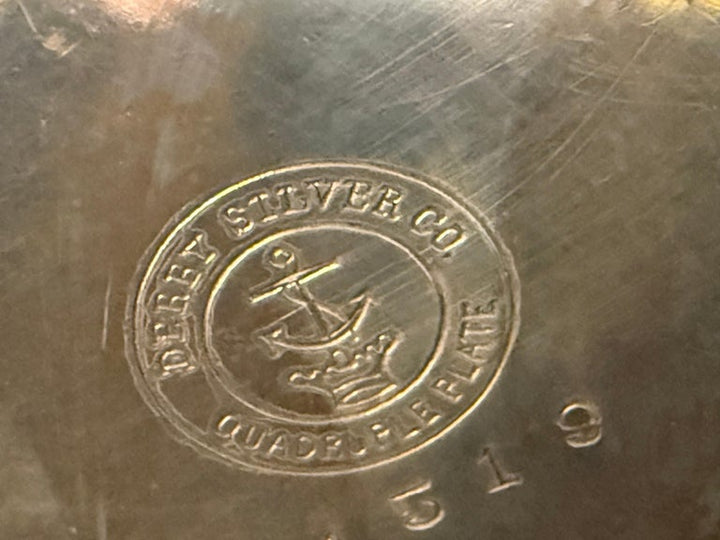 DERBY SILVER CO.
QUADRUPLE PLATE
519